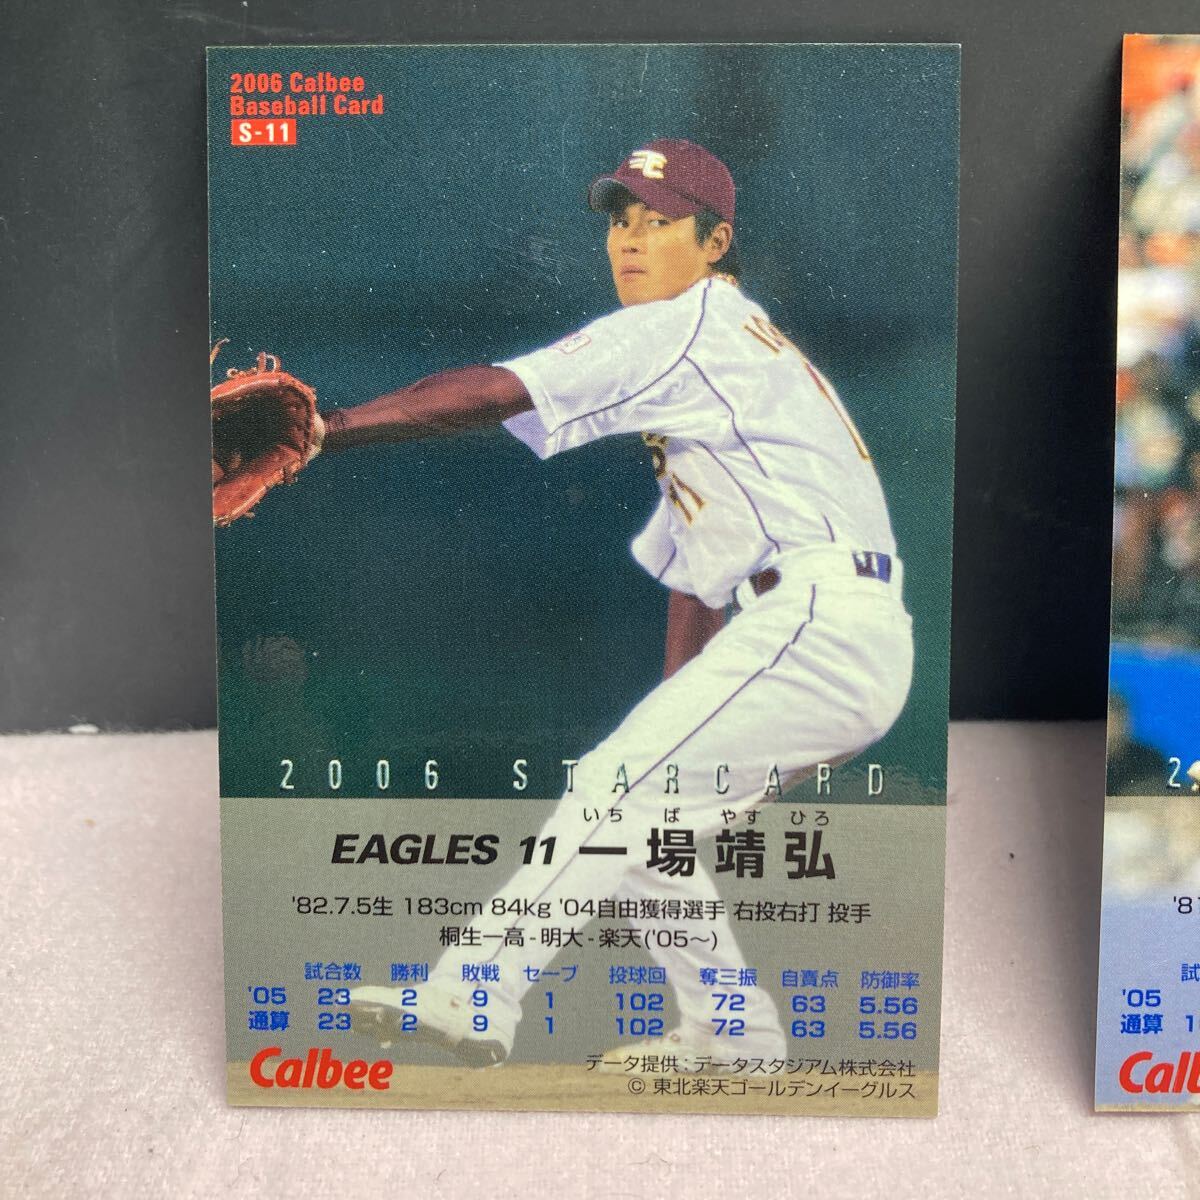 2006 Calbee
Baseball Card
S-11
11
2006 STARCARD
いち ば やす ひろ
EAGLES 11 一場靖弘
'82.7.5生 183cm 84kg '04自由獲得選手 右投右打 投手
桐生一高-明大-楽天('05～)
試合数 勝利 敗戦 セーブ 投球回 奪三振 自責点 防御率
'05 23 2 9 1 102 72 63 5.56
通算 23 2 9 1 102 72 63 5.56
Calbee
データ提供:データスタジアム株式会社
© 東北楽天ゴールデンイーグルス
2
'81
'05
通算 1